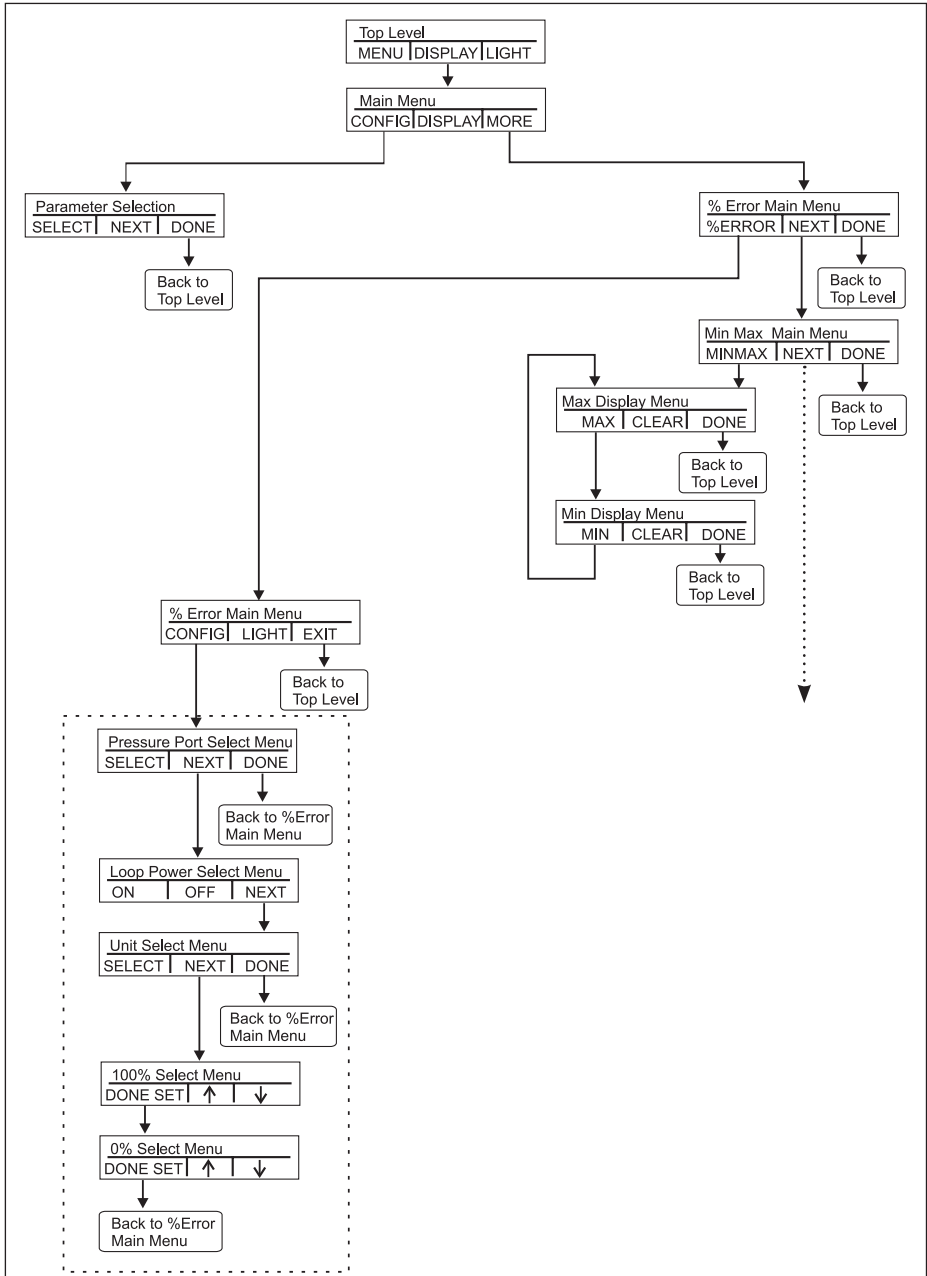 Top Level
MENU DISPLAY LIGHT
Main Menu
CONFIG DISPLAY MORE
Parameter Selection
SELECT NEXT DONE
Back to
Top Level
% Error Main Menu
%ERROR NEXT DONE
Back to
Top Level
Min Max Main Menu
MINMAX NEXT DONE
Back to
Top Level
Max Display Menu
MAX CLEAR DONE
Back to
Top Level
Min Display Menu
MIN CLEAR DONE
Back to
Top Level
% Error Main Menu
CONFIG LIGHT EXIT
Back to
Top Level
Pressure Port Select Menu
SELECT NEXT DONE
Back to %Error
Main Menu
Loop Power Select Menu
ON OFF NEXT
Unit Select Menu
SELECT NEXT DONE
Back to %Error
Main Menu
100% Select Menu
DONE SET ↑ ↓
0% Select Menu
DONE SET ↑ ↓
Back to %Error
Main Menu